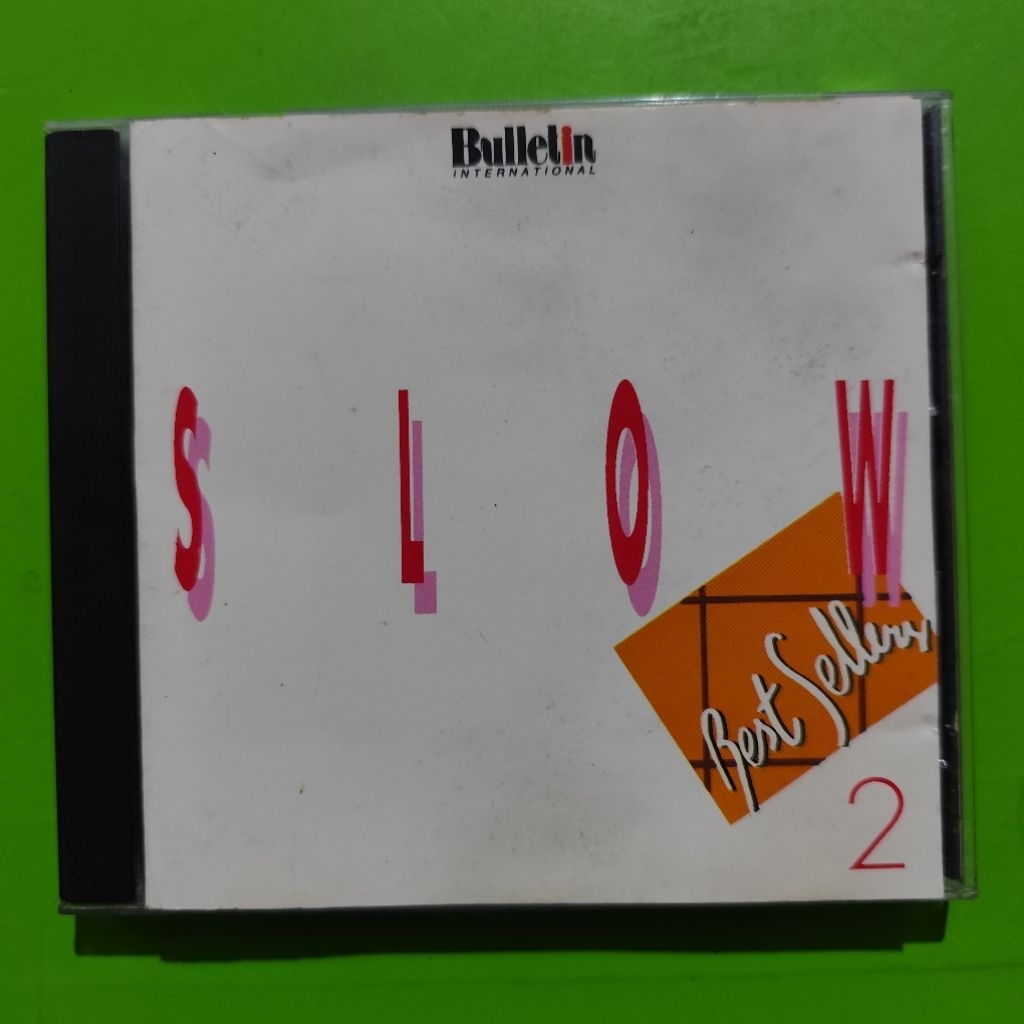 Bulletin
INTERNATIONAL
SLOW
Best Sellers
2